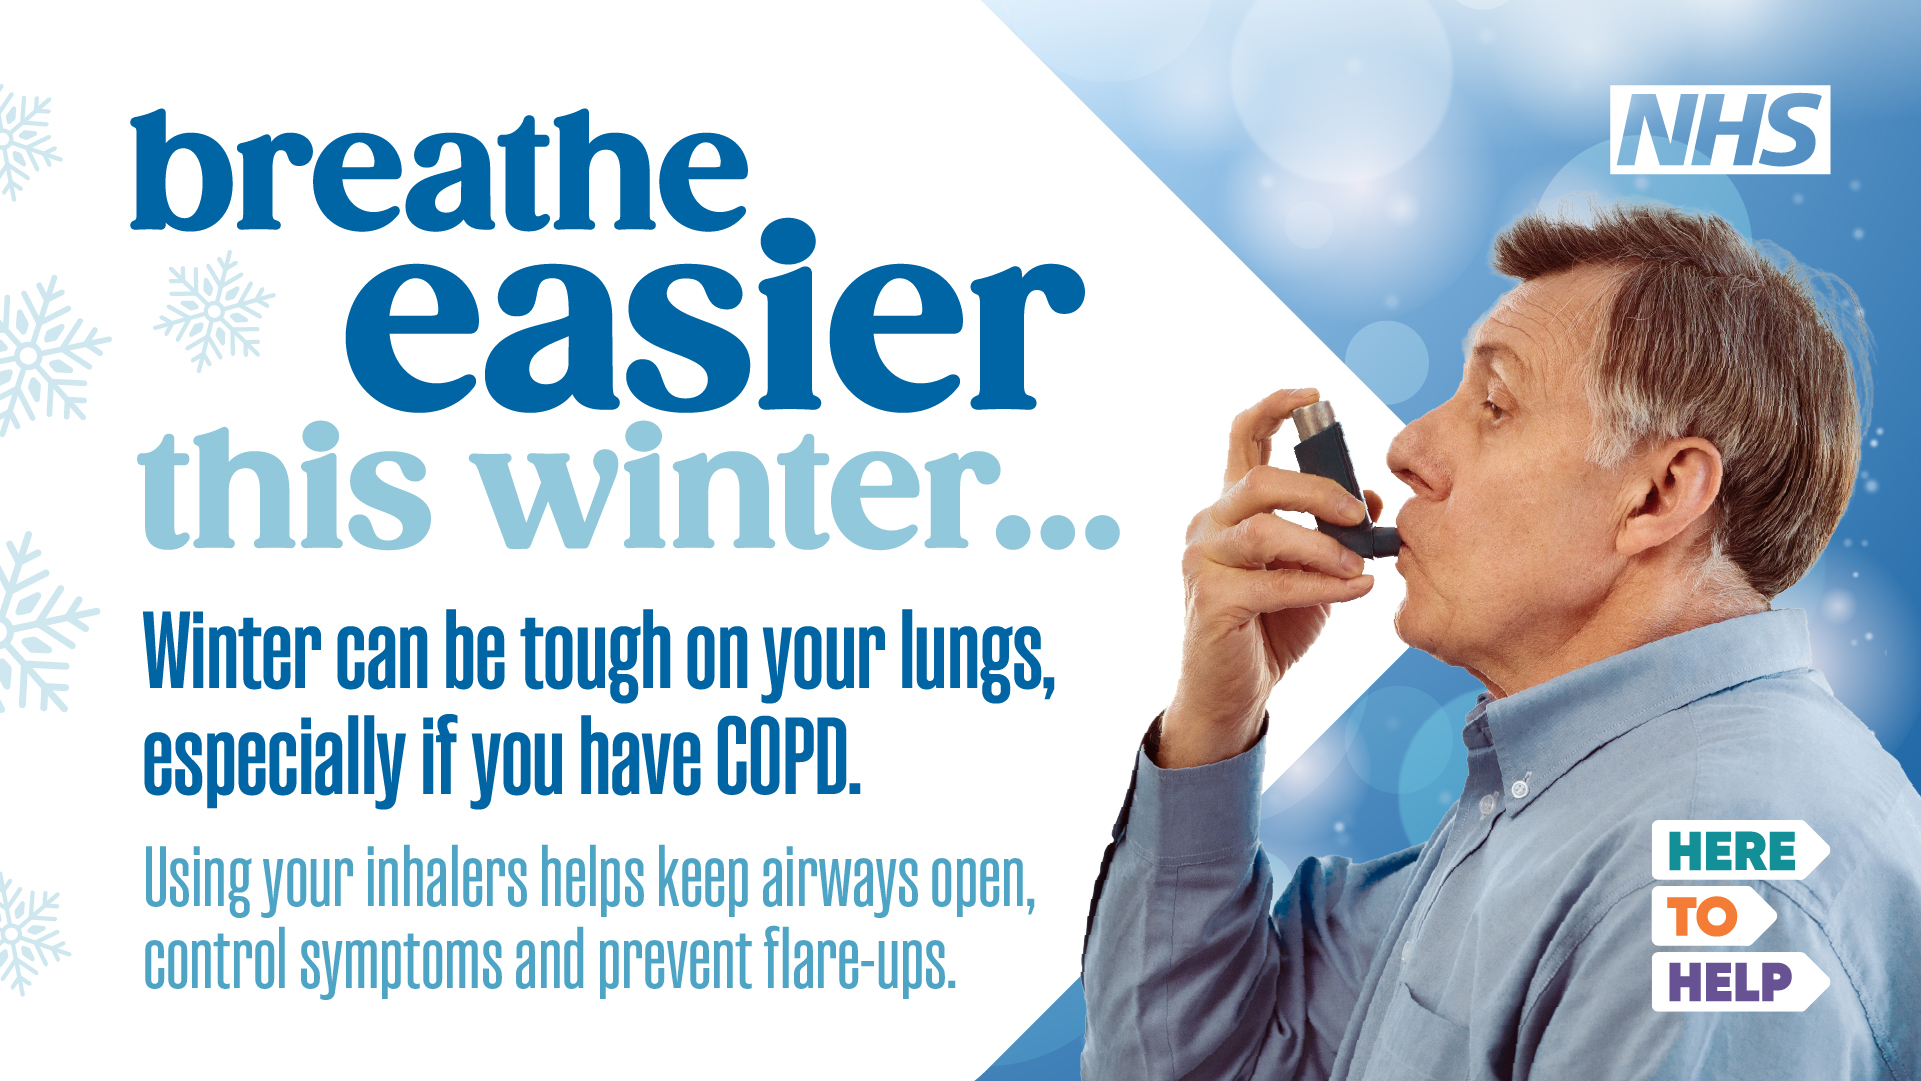 breathe
easier
this winter...
Winter can be tough on your lungs,
especially if you have COPD.
Using your inhalers helps keep airways open,
control symptoms and prevent flare-ups.
NHS
HERE
TO
HELP